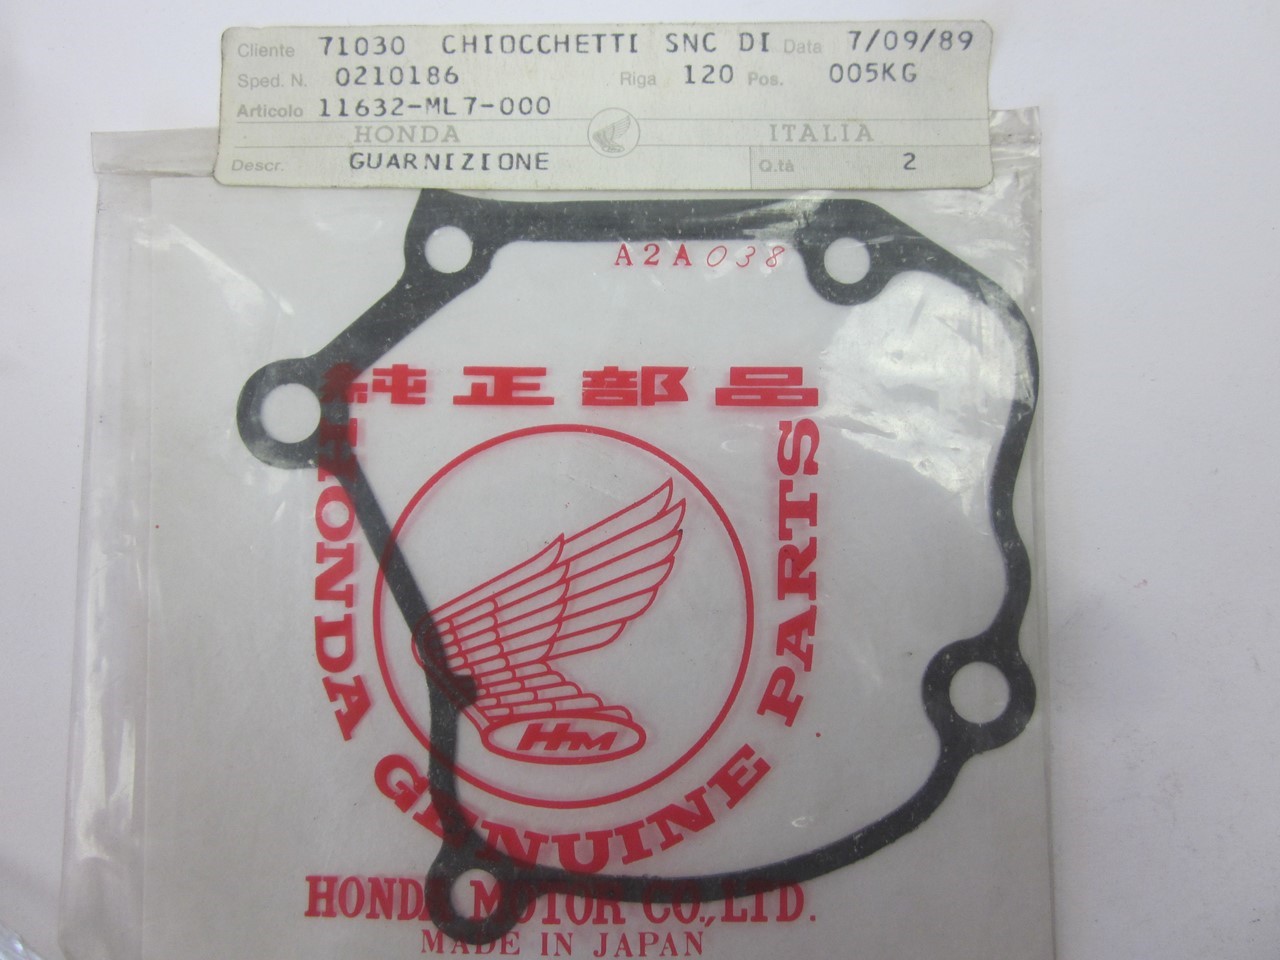 Cliente 71030 CHIOCCHETTI SNC DI Data 7/09/89
Sped. N. 0210186 Riga 120 Pos. 005KG
Articolo 11632-ML7-000
HONDA ITALIA
Descr. GUARNIZIONE Q.tà 2
A2A038
純正部品
HONDA GENUINE PARTS
HM
HONDA MOTOR CO., LTD.
MADE IN JAPAN